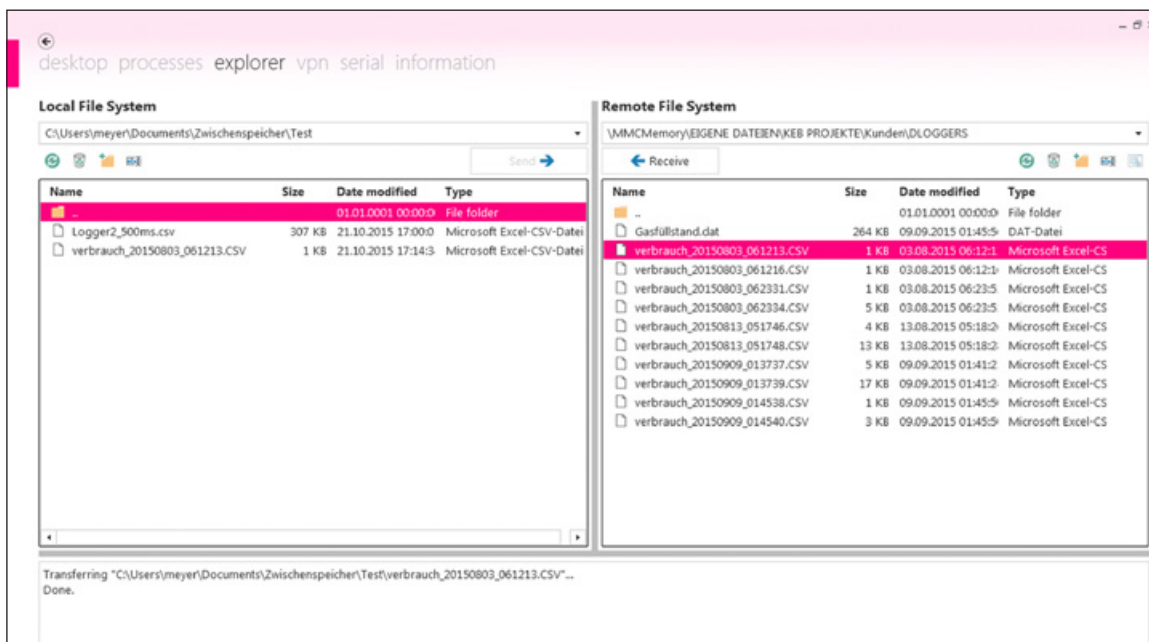 desktop processes explorer vpn serial information
Local File System
C:\Users\meyer\Documents\Zwischenspeicher\Test
Send
Name Size Date modified Type
.. 01.01.0001 00:00:0 File folder
Logger2_500ms.csv 307 KB 21.10.2015 17:00:0 Microsoft Excel-CSV-Datei
verbrauch_20150803_061213.CSV 1 KB 21.10.2015 17:14:3 Microsoft Excel-CSV-Datei
Remote File System
\MMCMemory\EIGENE DATEIEN\KEB PROJEKTE\Kunden\DLOGGERS
Receive
Name Size Date modified Type
.. 01.01.0001 00:00:0 File folder
Gasfüllstand.dat 264 KB 09.09.2015 01:45:5 DAT-Datei
verbrauch_20150803_061213.CSV 1 KB 03.08.2015 06:12:1 Microsoft Excel-CS
verbrauch_20150803_061216.CSV 1 KB 03.08.2015 06:12:1 Microsoft Excel-CS
verbrauch_20150803_062331.CSV 1 KB 03.08.2015 06:23:5 Microsoft Excel-CS
verbrauch_20150803_062334.CSV 5 KB 03.08.2015 06:23:5 Microsoft Excel-CS
verbrauch_20150813_051746.CSV 4 KB 13.08.2015 05:18:2 Microsoft Excel-CS
verbrauch_20150813_051748.CSV 13 KB 13.08.2015 05:18:2 Microsoft Excel-CS
verbrauch_20150909_013737.CSV 5 KB 09.09.2015 01:41:2 Microsoft Excel-CS
verbrauch_20150909_013739.CSV 17 KB 09.09.2015 01:41:2 Microsoft Excel-CS
verbrauch_20150909_014538.CSV 1 KB 09.09.2015 01:45:5 Microsoft Excel-CS
verbrauch_20150909_014540.CSV 3 KB 09.09.2015 01:45:5 Microsoft Excel-CS
Transferring "C:\Users\meyer\Documents\Zwischenspeicher\Test\verbrauch_20150803_061213.CSV"...
Done.